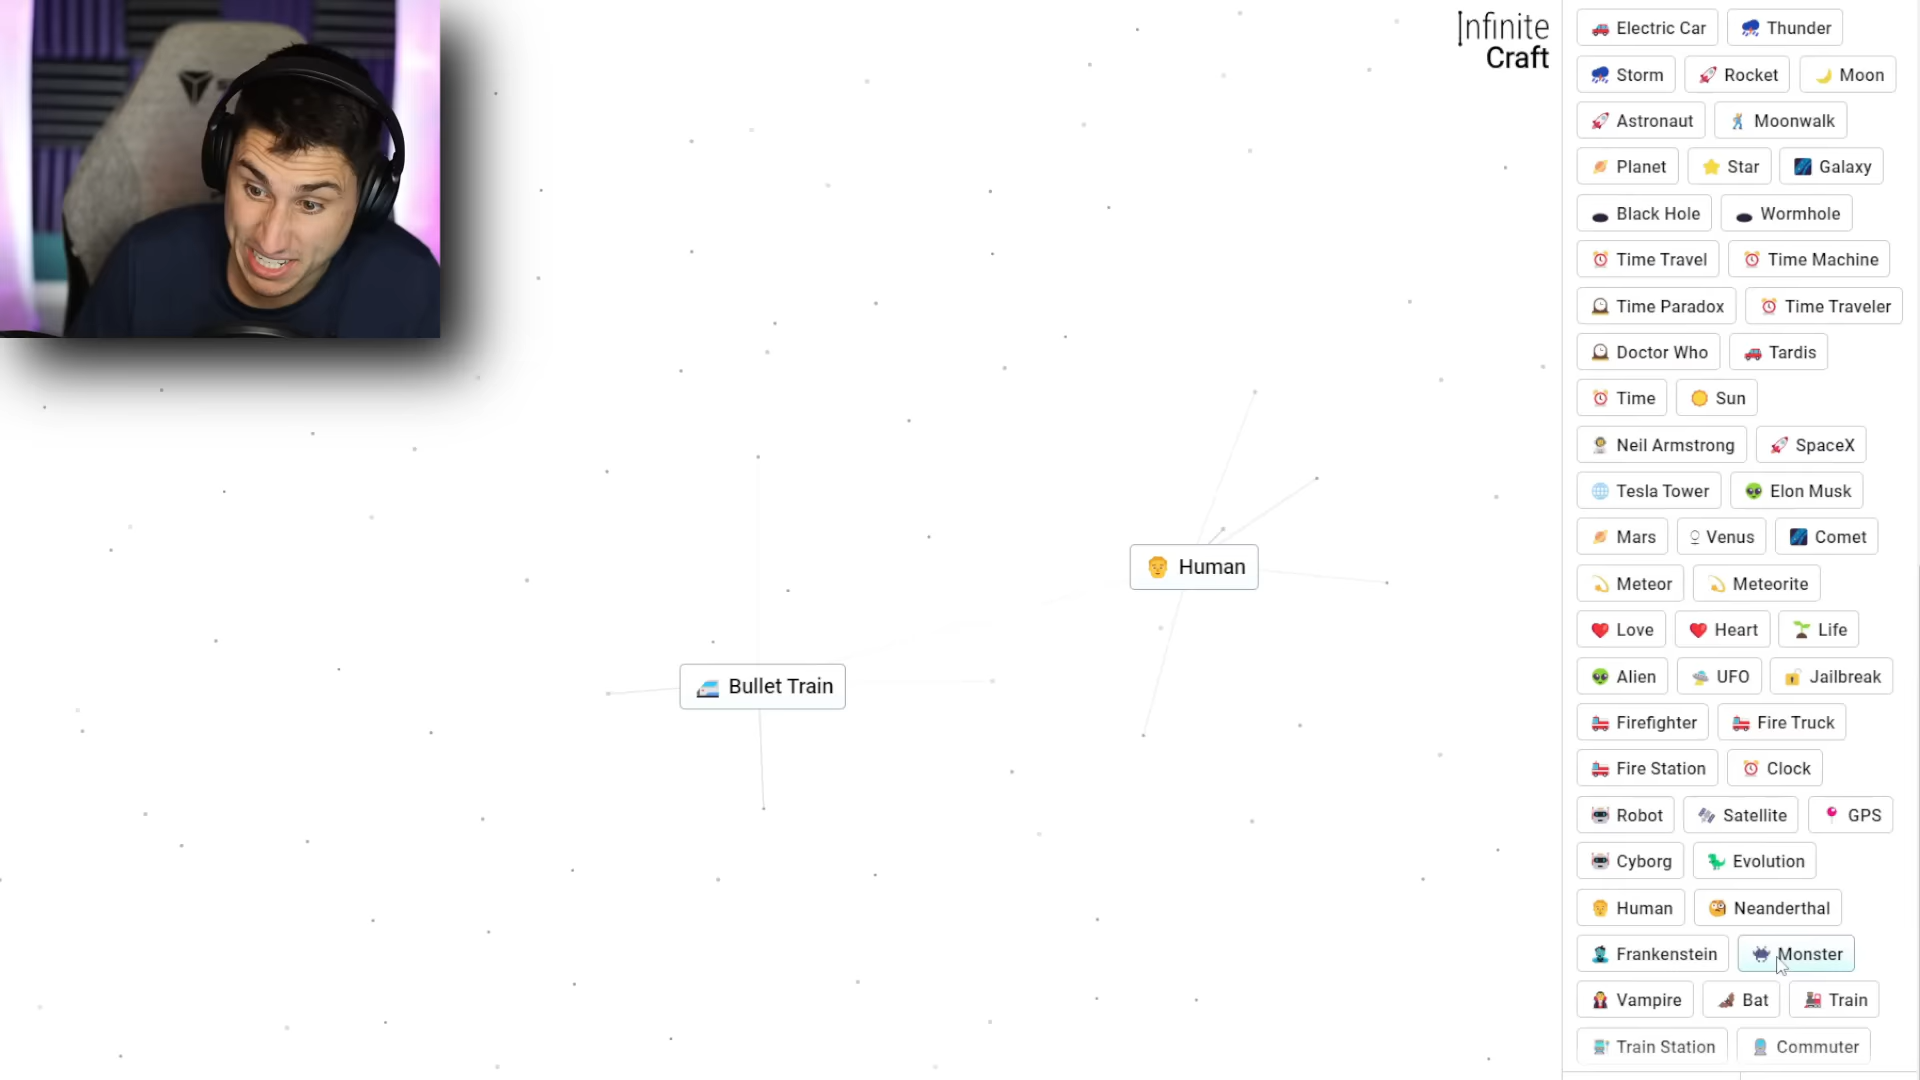 Infinite
Craft
Electric Car Thunder
Storm Rocket Moon
Astronaut Moonwalk
Planet Star Galaxy
Black Hole Wormhole
Time Travel Time Machine
Time Paradox Time Traveler
Doctor Who Tardis
Time Sun
Neil Armstrong SpaceX
Tesla Tower Elon Musk
Mars Venus Comet
Meteor Meteorite
Love Heart Life
Alien UFO Jailbreak
Firefighter Fire Truck
Fire Station Clock
Robot Satellite GPS
Cyborg Evolution
Human Neanderthal
Frankenstein Monster
Vampire Bat Train
Train Station Commuter
Human
Bullet Train